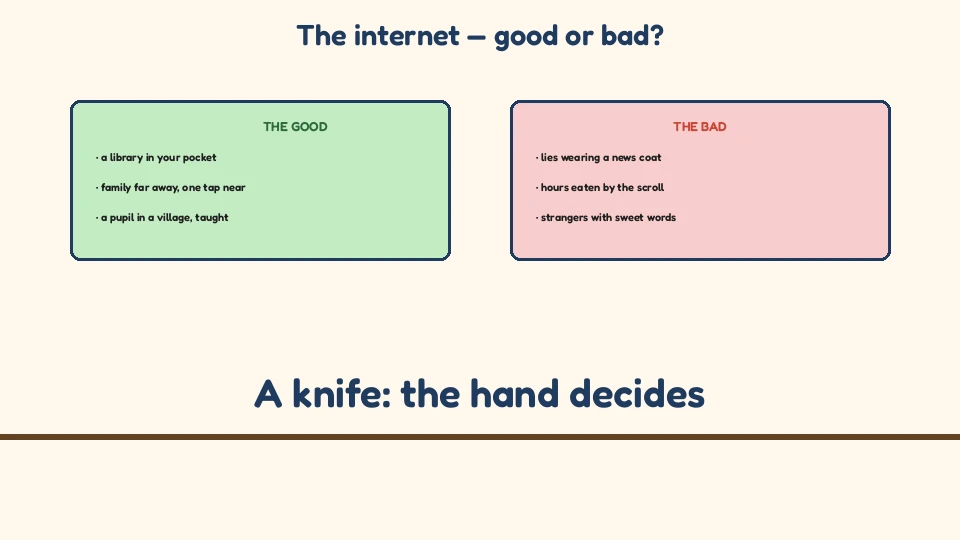 The internet — good or bad?
THE GOOD
· a library in your pocket
· family far away, one tap near
· a pupil in a village, taught
THE BAD
· lies wearing a news coat
· hours eaten by the scroll
· strangers with sweet words
A knife: the hand decides